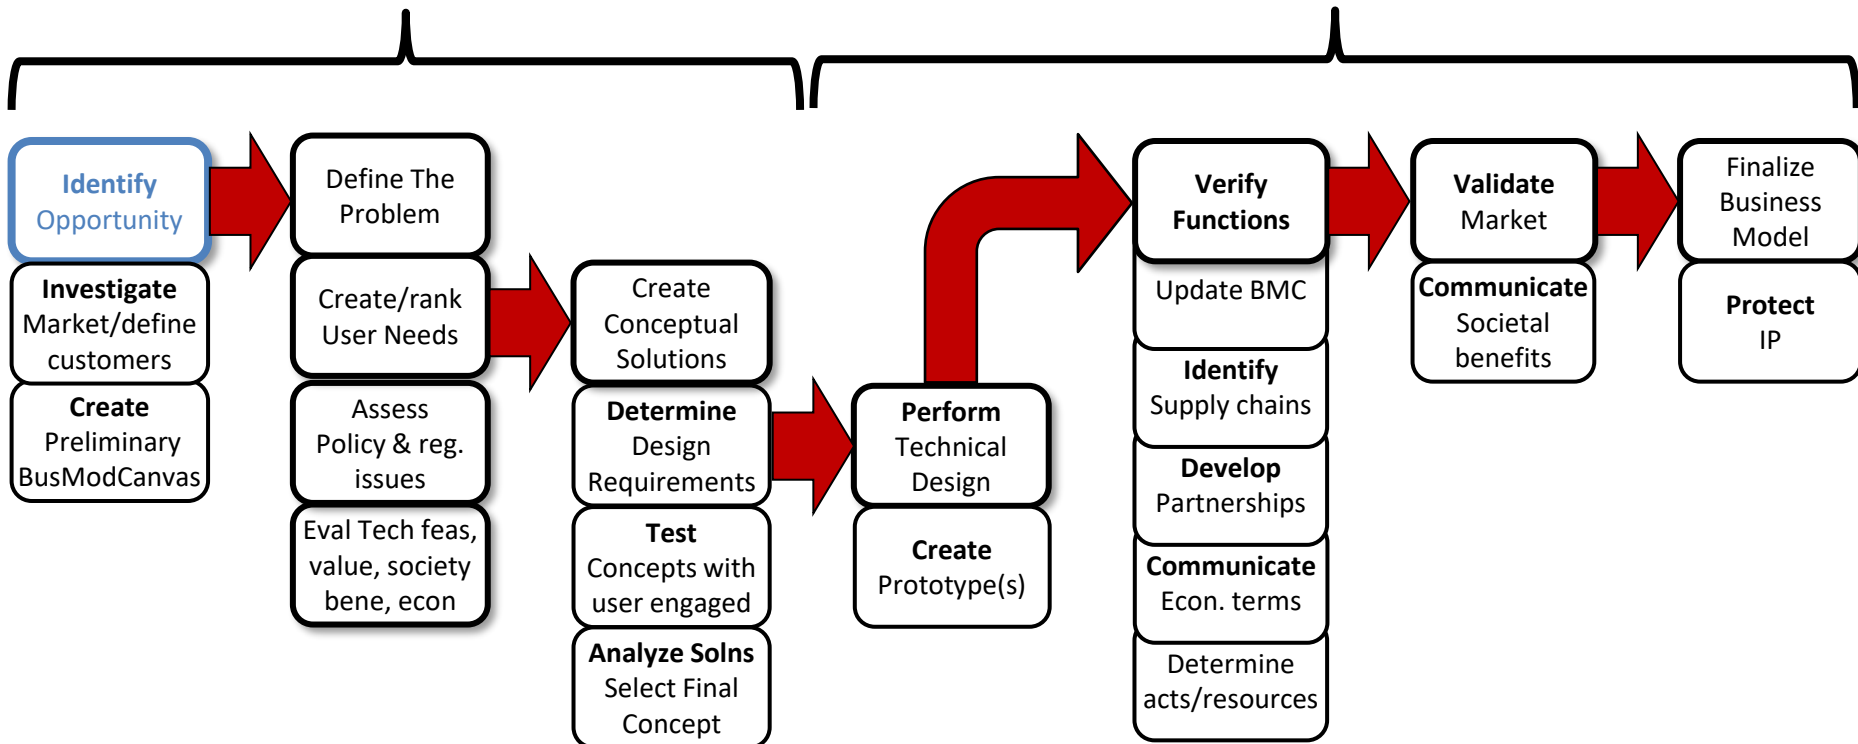 Identify
Opportunity
Investigate
Market/define
customers
Create
Preliminary
BusModCanvas
Define The
Problem
Create/rank
User Needs
Assess
Policy & reg.
issues
Eval Tech feas,
value, society
bene, econ
Create
Conceptual
Solutions
Determine
Design
Requirements
Test
Concepts with
user engaged
Analyze Solns
Select Final
Concept
Perform
Technical
Design
Create
Prototype(s)
Verify
Functions
Update BMC
Identify
Supply chains
Develop
Partnerships
Communicate
Econ. terms
Determine
acts/resources
Validate
Market
Communicate
Societal
benefits
Finalize
Business
Model
Protect
IP